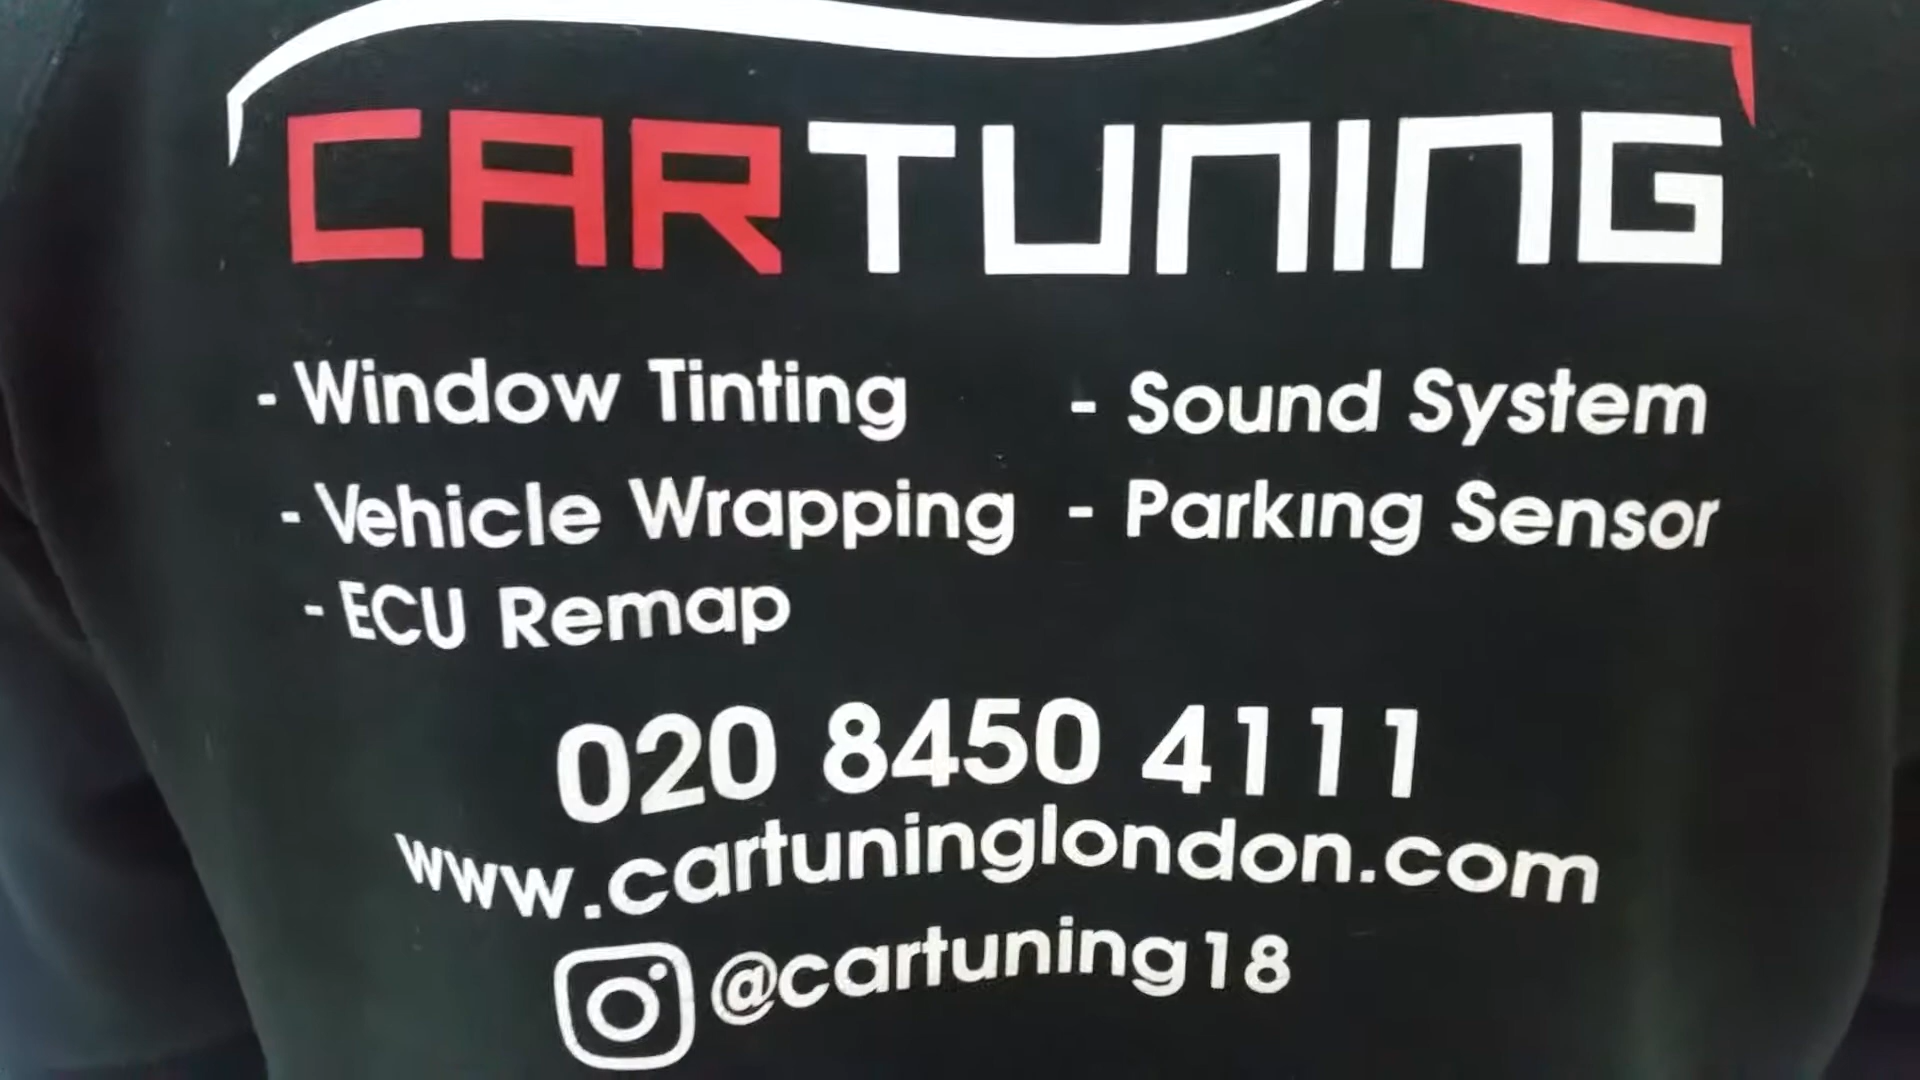 CARTUNING
- Window Tinting - Sound System
- Vehicle Wrapping - Parking Sensor
- ECU Remap
020 8450 4111
www.cartuninglondon.com
@cartuning18